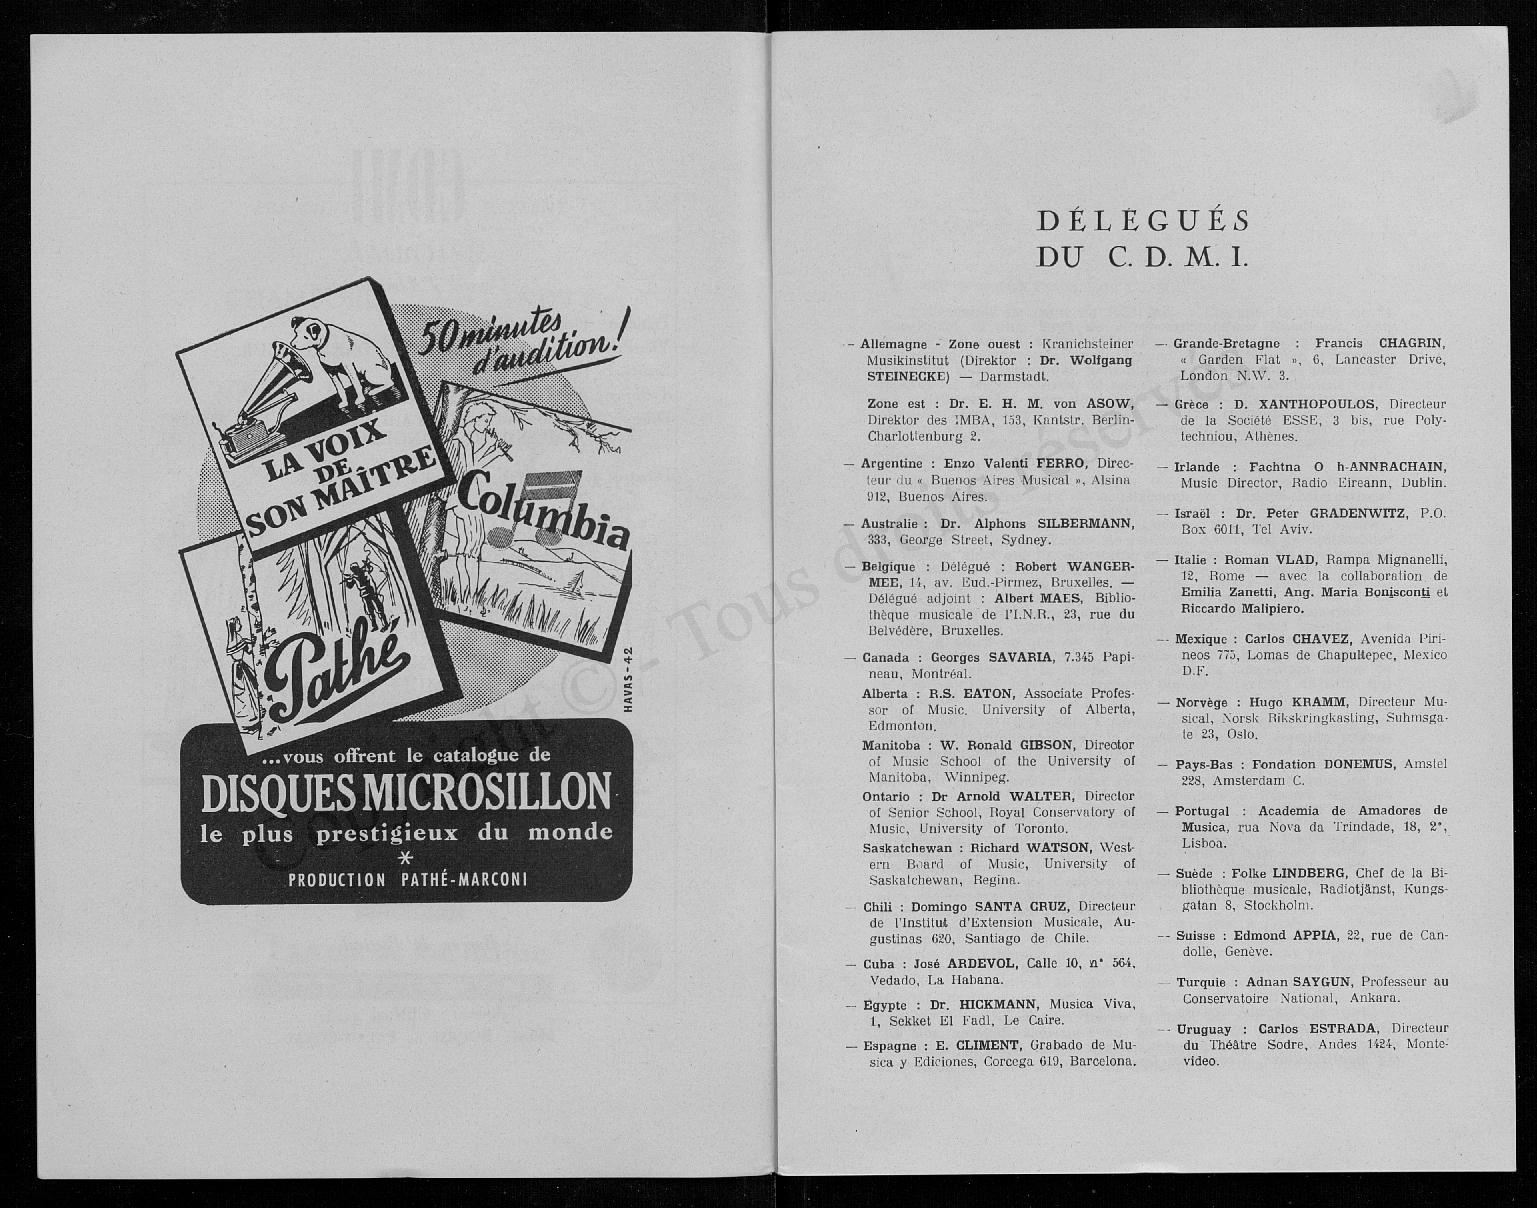 50 minutes
d'audition!
LA VOIX
DE
SON MAÎTRE
Columbia
Pathé
HAVAS-42
...vous offrent le catalogue de
DISQUES MICROSILLON
le plus prestigieux du monde
*
PRODUCTION PATHÉ-MARCONI
DÉLÉGUÉS
DU C. D. M. I.
— Allemagne - Zone ouest : Kranichsteiner
Musikinstitut (Direktor : Dr. Wolfgang
STEINECKE) — Darmstadt.
Zone est : Dr. E. H. M. von ASOW,
Direktor des IMBA, 153, Kantstr. Berlin-
Charlottenburg 2.
— Argentine : Enzo Valenti FERRO, Direc-
teur du « Buenos Aires Musical », Alsina
912, Buenos Aires.
— Australie : Dr. Alphons SILBERMANN,
333, George Street, Sydney.
— Belgique : Délégué : Robert WANGER-
MEE, 14, av. Eud.-Pirmez, Bruxelles. —
Délégué adjoint : Albert MAES, Biblio-
thèque musicale de l'I.N.R., 23, rue du
Belvédère, Bruxelles.
— Canada : Georges SAVARIA, 7.345 Papi-
neau, Montréal.
Alberta : R.S. EATON, Associate Profes-
sor of Music. University of Alberta,
Edmonton.
Manitoba : W. Ronald GIBSON, Director
of Music School of the University of
Manitoba, Winnipeg.
Ontario : Dr Arnold WALTER, Director
of Senior School, Royal Conservatory of
Music, University of Toronto.
Saskatchewan : Richard WATSON, West-
ern Board of Music, University of
Saskatchewan, Regina.
— Chili : Domingo SANTA CRUZ, Directeur
de l'Institut d'Extension Musicale, Au-
gustinas 620, Santiago de Chile.
— Cuba : José ARDEVOL, Calle 10, n° 564,
Vedado, La Habana.
— Egypte : Dr. HICKMANN, Musica Viva,
1, Sekket El Fadl, Le Caire.
— Espagne : E. CLIMENT, Grabado de Mu-
sica y Ediciones, Corcega 619, Barcelona.
— Grande-Bretagne : Francis CHAGRIN,
« Garden Flat », 6, Lancaster Drive,
London N.W. 3.
— Grèce : D. XANTHOPOULOS, Directeur
de la Société ESSE, 3 bis, rue Poly-
techniou, Athènes.
— Irlande : Fachtna O h-ANNRACHAIN,
Music Director, Radio Eireann, Dublin.
— Israël : Dr. Peter GRADENWITZ, P.O.
Box 6011, Tel Aviv.
— Italie : Roman VLAD, Rampa Mignanelli,
12, Rome — avec la collaboration de
Emilia Zanetti, Ang. Maria Bonisconti et
Riccardo Malipiero.
— Mexique : Carlos CHAVEZ, Avenida Piri-
neos 775, Lomas de Chapultepec, Mexico
D.F.
— Norvège : Hugo KRAMM, Directeur Mu-
sical, Norsk Rikskringkasting, Suhmsga-
te 23, Oslo.
— Pays-Bas : Fondation DONEMUS, Amstel
228, Amsterdam C.
— Portugal : Academia de Amadores de
Musica, rua Nova da Trindade, 18, 2°,
Lisboa.
— Suède : Folke LINDBERG, Chef de la Bi-
bliothèque musicale, Radiotjänst, Kungs-
gatan 8, Stockholm.
— Suisse : Edmond APPIA, 22, rue de Can-
dolle, Genève.
— Turquie : Adnan SAYGUN, Professeur au
Conservatoire National, Ankara.
— Uruguay : Carlos ESTRADA, Directeur
du Théâtre Sodre, Andes 1424, Monte-
video.
Copyright © - Tous droits réservés